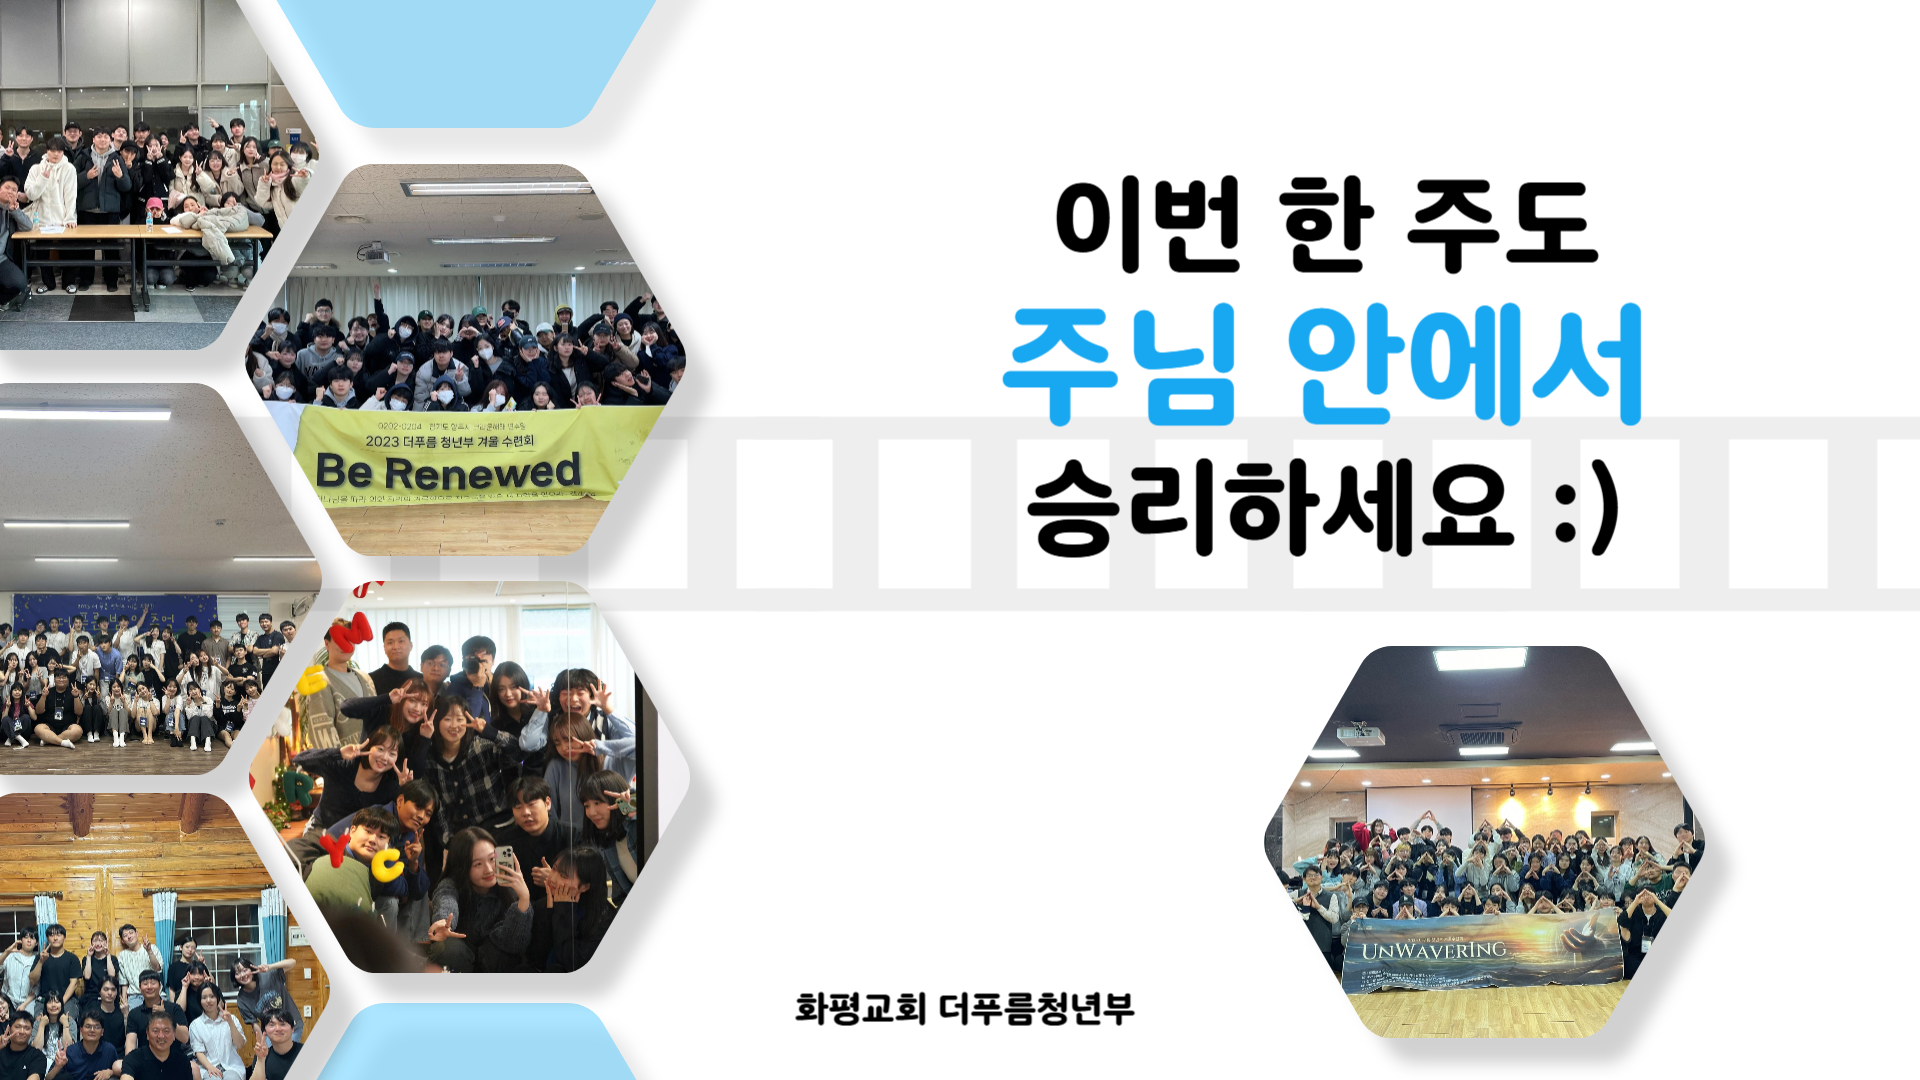 이번 한 주도
주님 안에서
승리하세요 :)
2023 더푸름 청년부 겨울 수련회
Be Renewed
UNWAVERING
화평교회 더푸름청년부